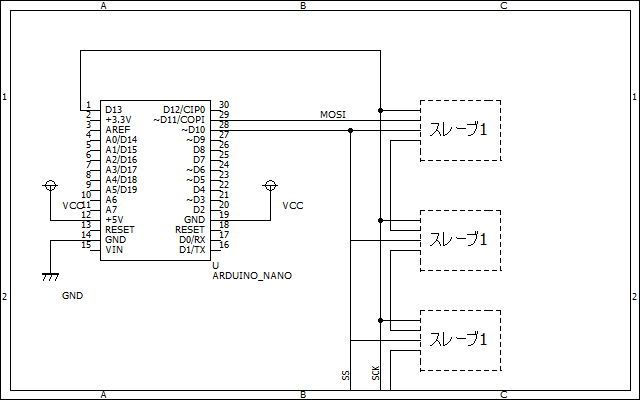 A B C
1 1
1 D13 D12/CIPO 30
2 +3.3V ~D11/COPI 29 MOSI
3 AREF ~D10 28
4 A0/D14 D9 27
5 A1/D15 D8 26
6 A2/D16 D7 25
7 A3/D17 ~D6 24
8 A4/D18 ~D5 23
9 A5/D19 D4 22
10 A6 ~D3 21
11 A7 D2 20
12 +5V GND 19
13 RESET RESET 18
14 GND D0/RX 17
15 VIN D1/TX 16
VCC
VCC
U
ARDUINO_NANO
GND
スレーブ1
スレーブ1
スレーブ1
SS
SCK
2 2
A B C